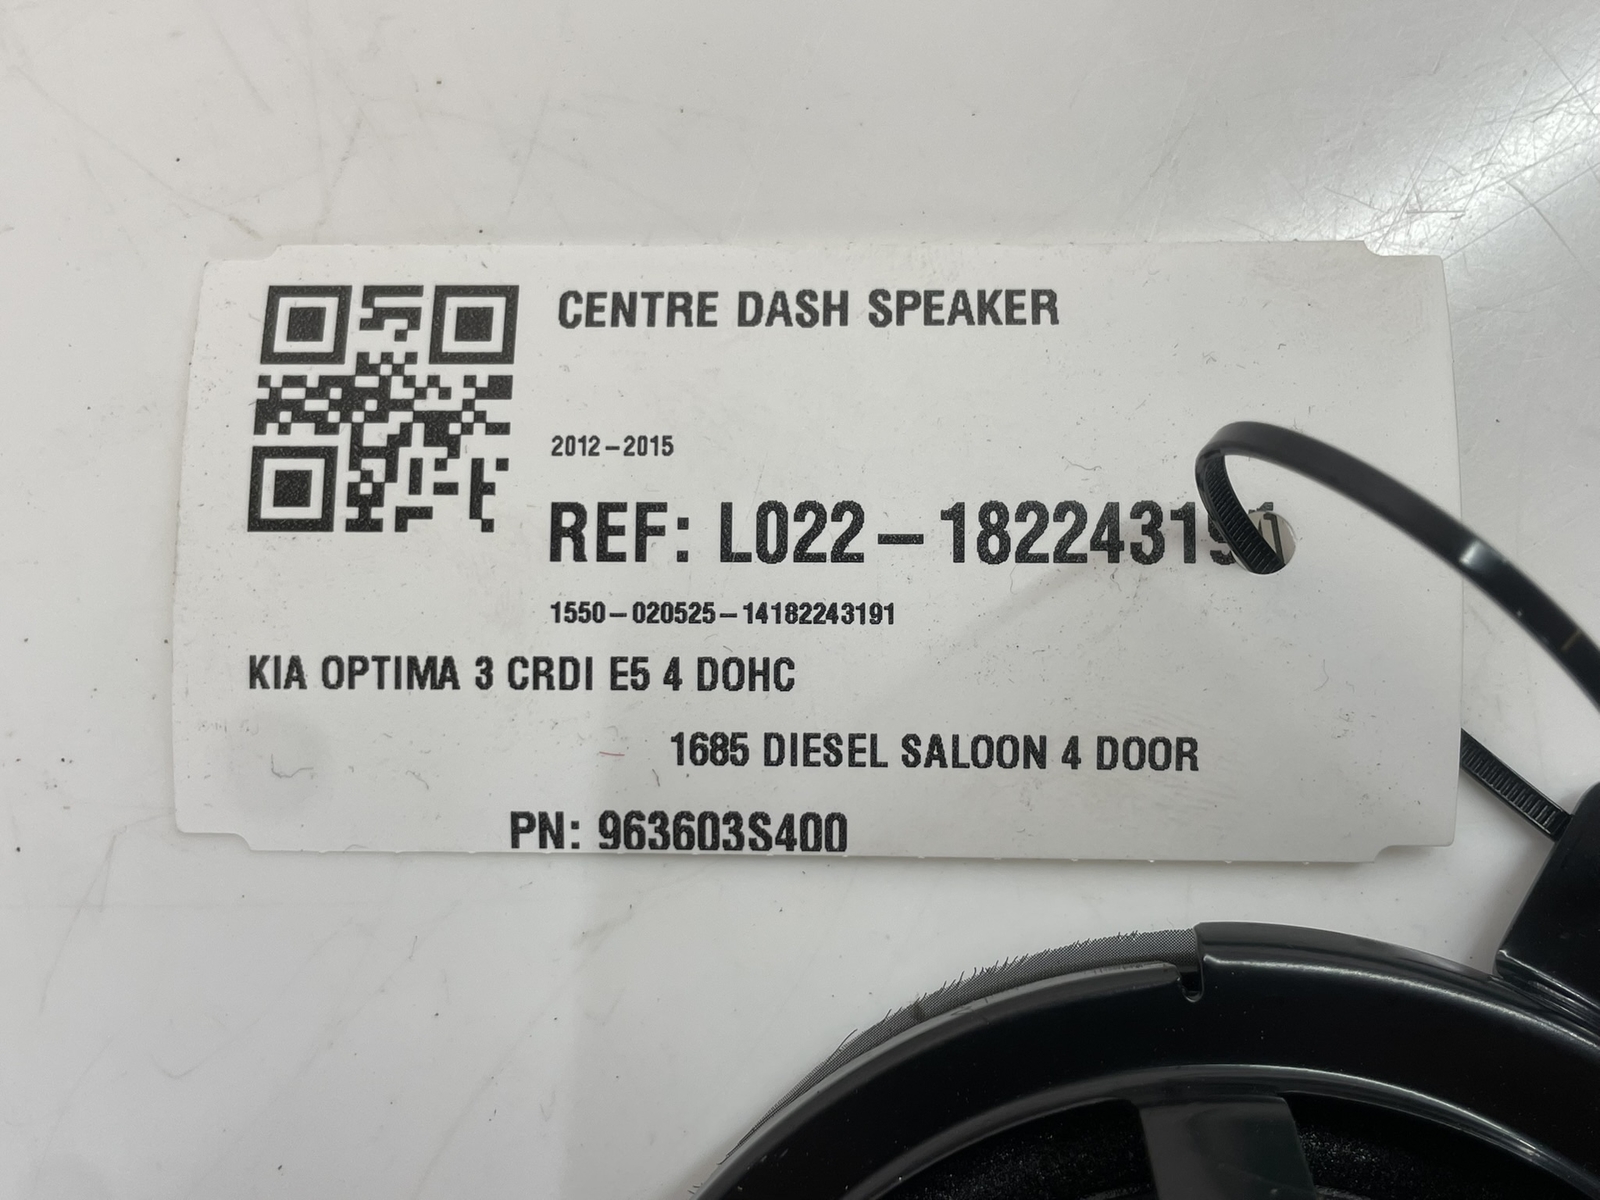 CENTRE DASH SPEAKER
2012-2015
REF: L022-182243191
1550-020525-14182243191
KIA OPTIMA 3 CRDI E5 4 DOHC
1685 DIESEL SALOON 4 DOOR
PN: 963603S400